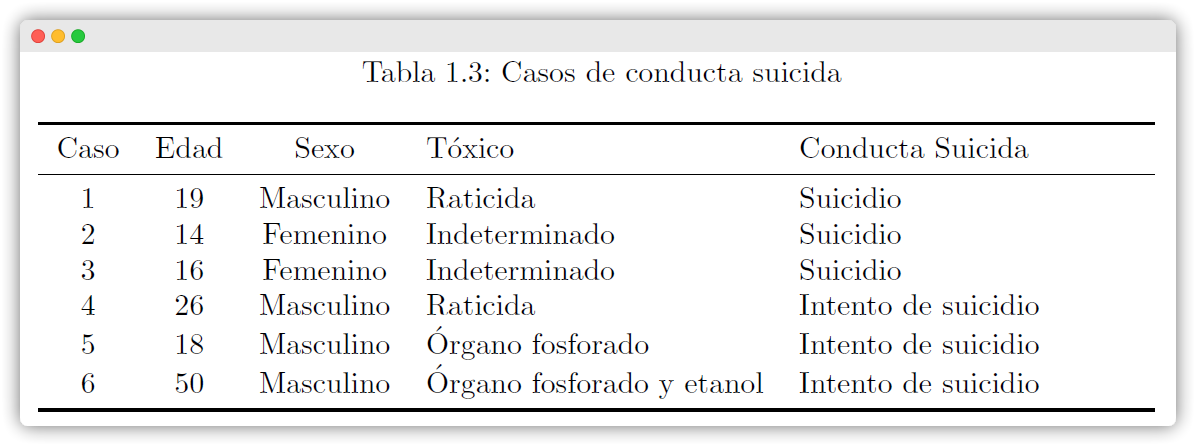 Tabla 1.3: Casos de conducta suicida
Caso Edad Sexo Tóxico Conducta Suicida
1 19 Masculino Raticida Suicidio
2 14 Femenino Indeterminado Suicidio
3 16 Femenino Indeterminado Suicidio
4 26 Masculino Raticida Intento de suicidio
5 18 Masculino Órgano fosforado Intento de suicidio
6 50 Masculino Órgano fosforado y etanol Intento de suicidio